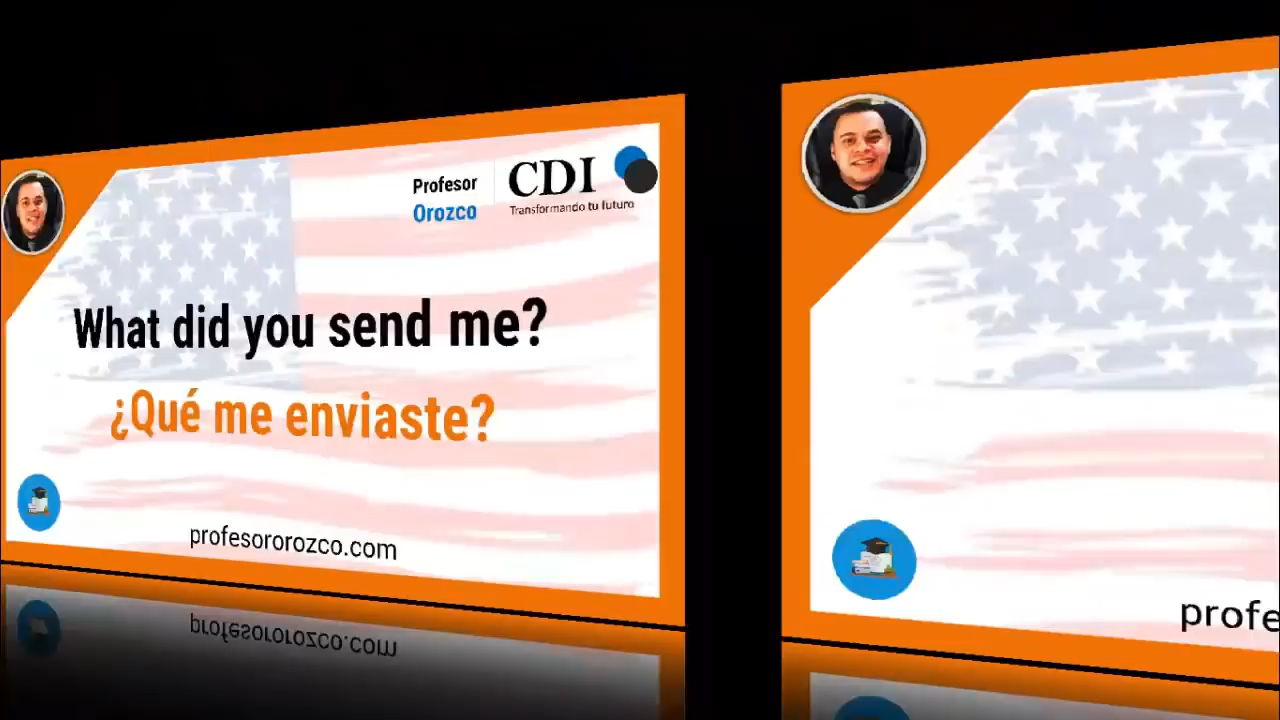 Profesor
Orozco
CDI
Transformando tu futuro
What did you send me?
¿Qué me enviaste?
profesororozco.com
profe